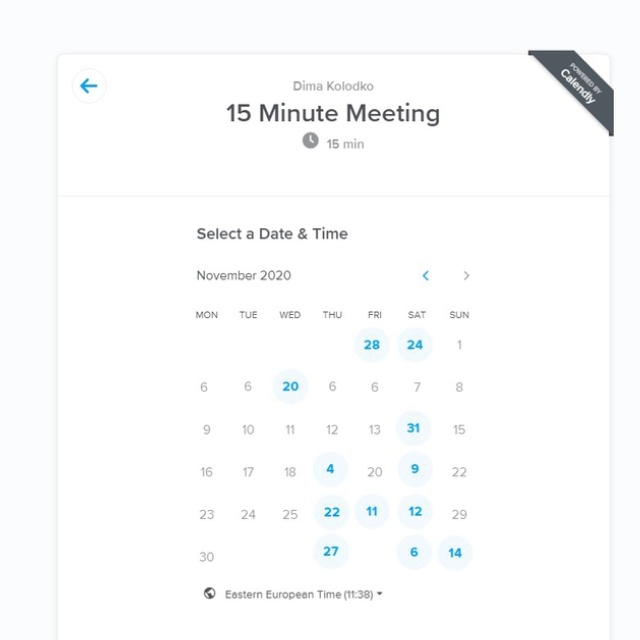 POWERED BY
Calendly
Dima Kolodko
15 Minute Meeting
15 min
Select a Date & Time
November 2020
MON TUE WED THU FRI SAT SUN
28 24 1
6 6 20 6 6 7 8
9 10 11 12 13 31 15
16 17 18 4 20 9 22
23 24 25 22 11 12 29
30 27 6 14
Eastern European Time (11:38)